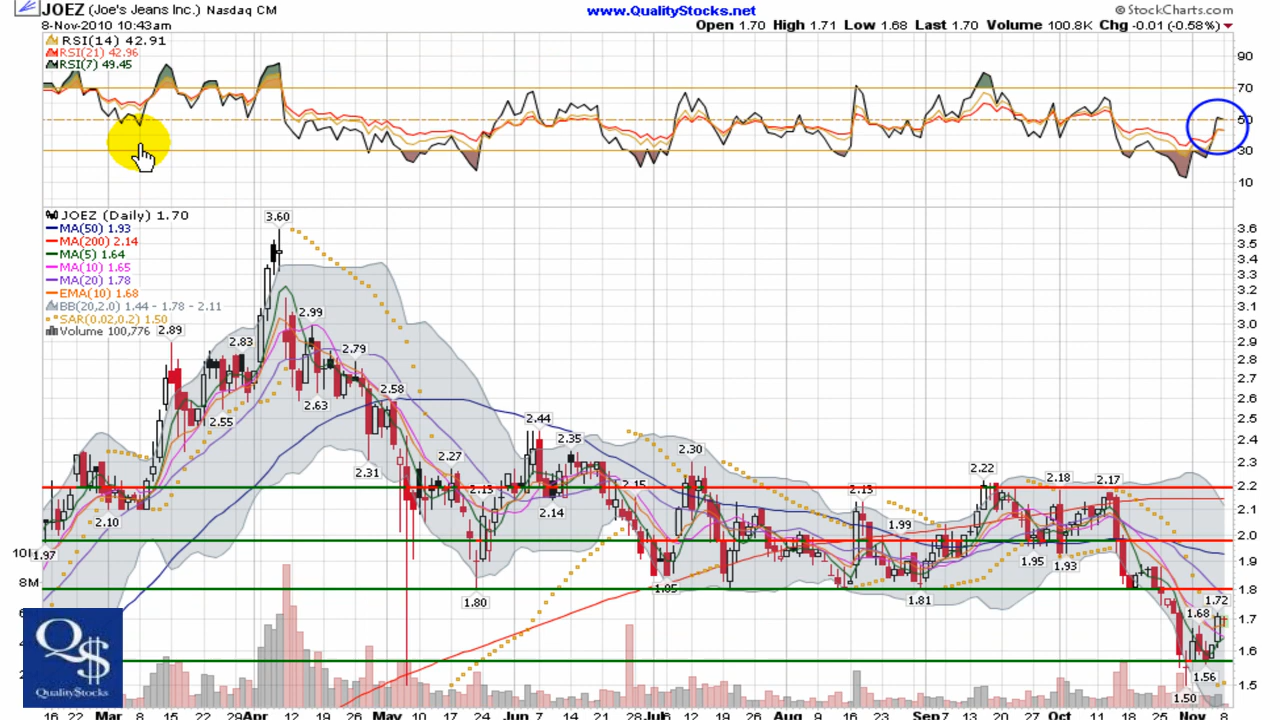 JOEZ (Joe's Jeans Inc.) Nasdaq CM
www.QualityStocks.net
©StockCharts.com
8-Nov-2010 10:43am
Open 1.70 High 1.71 Low 1.68 Last 1.70 Volume 100.8K Chg -0.01 (-0.58%)
RSI(14) 42.91
RSI(21) 42.96
RSI(7) 49.45
90
70
50
30
10
JOEZ (Daily) 1.70
MA(50) 1.93
MA(200) 2.14
MA(5) 1.64
MA(10) 1.65
MA(20) 1.78
EMA(10) 1.68
BB(20,2.0) 1.44 - 1.78 - 2.11
SAR(0.02,0.2) 1.50
Volume 100,776
3.60
2.99
2.89
2.83
2.79
2.63
2.58
2.55
2.44
2.35
2.31
2.27
2.30
2.22
2.18
2.17
2.13
2.15
2.13
2.10
2.14
1.99
1.97
1.95
1.93
1.85
1.80
1.81
1.72
1.68
1.56
1.50
3.6
3.5
3.4
3.3
3.2
3.1
3.0
2.9
2.8
2.7
2.6
2.5
2.4
2.3
2.2
2.1
2.0
1.9
1.8
1.7
1.6
1.5
8M
QS
QualityStocks
16 22 Mar 8 15 22 29 Apr 12 19 26 May 10 17 24 Jun 7 14 21 28 Jul 6 12 19 26 Aug 9 16 23 Sep 7 13 20 27 Oct 11 18 25 Nov 8